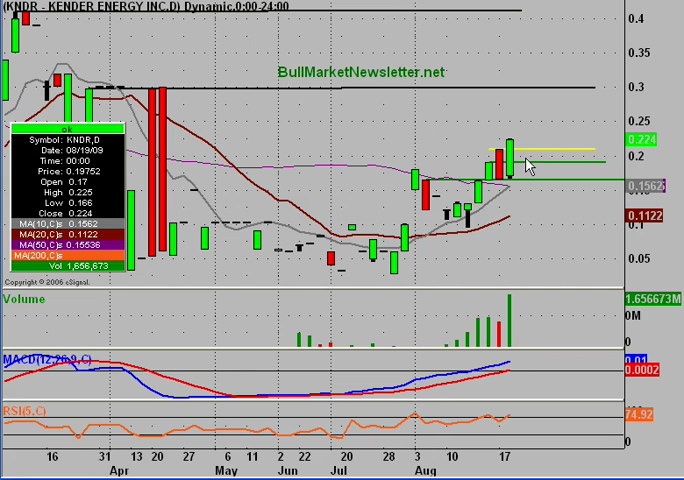 (KNDR - KENDER ENERGY INC,D) Dynamic,0:00-24:00
BullMarketNewsletter.net
0.4
0.35
0.3
0.25
0.224
0.2
0.1562
0.1122
0.05
ok
Symbol: KNDR,D
Date: 08/19/09
Time: 00:00
Price: 0.19752
Open 0.17
High 0.225
Low 0.166
Close 0.224
MA(10,C)s 0.1562
MA(20,C)s 0.1122
MA(50,C)s 0.15536
MA(200,C)s
Vol 1,656,673
Copyright © 2006 eSignal.
Volume
1.656673M
0M
0
MACD(12,26,9,C)
0.01
0.0002
RSI(5,C)
74.92
0
16 31 13 20 27 6 11 2 22 20 28 3 10 17
Apr May Jun Jul Aug